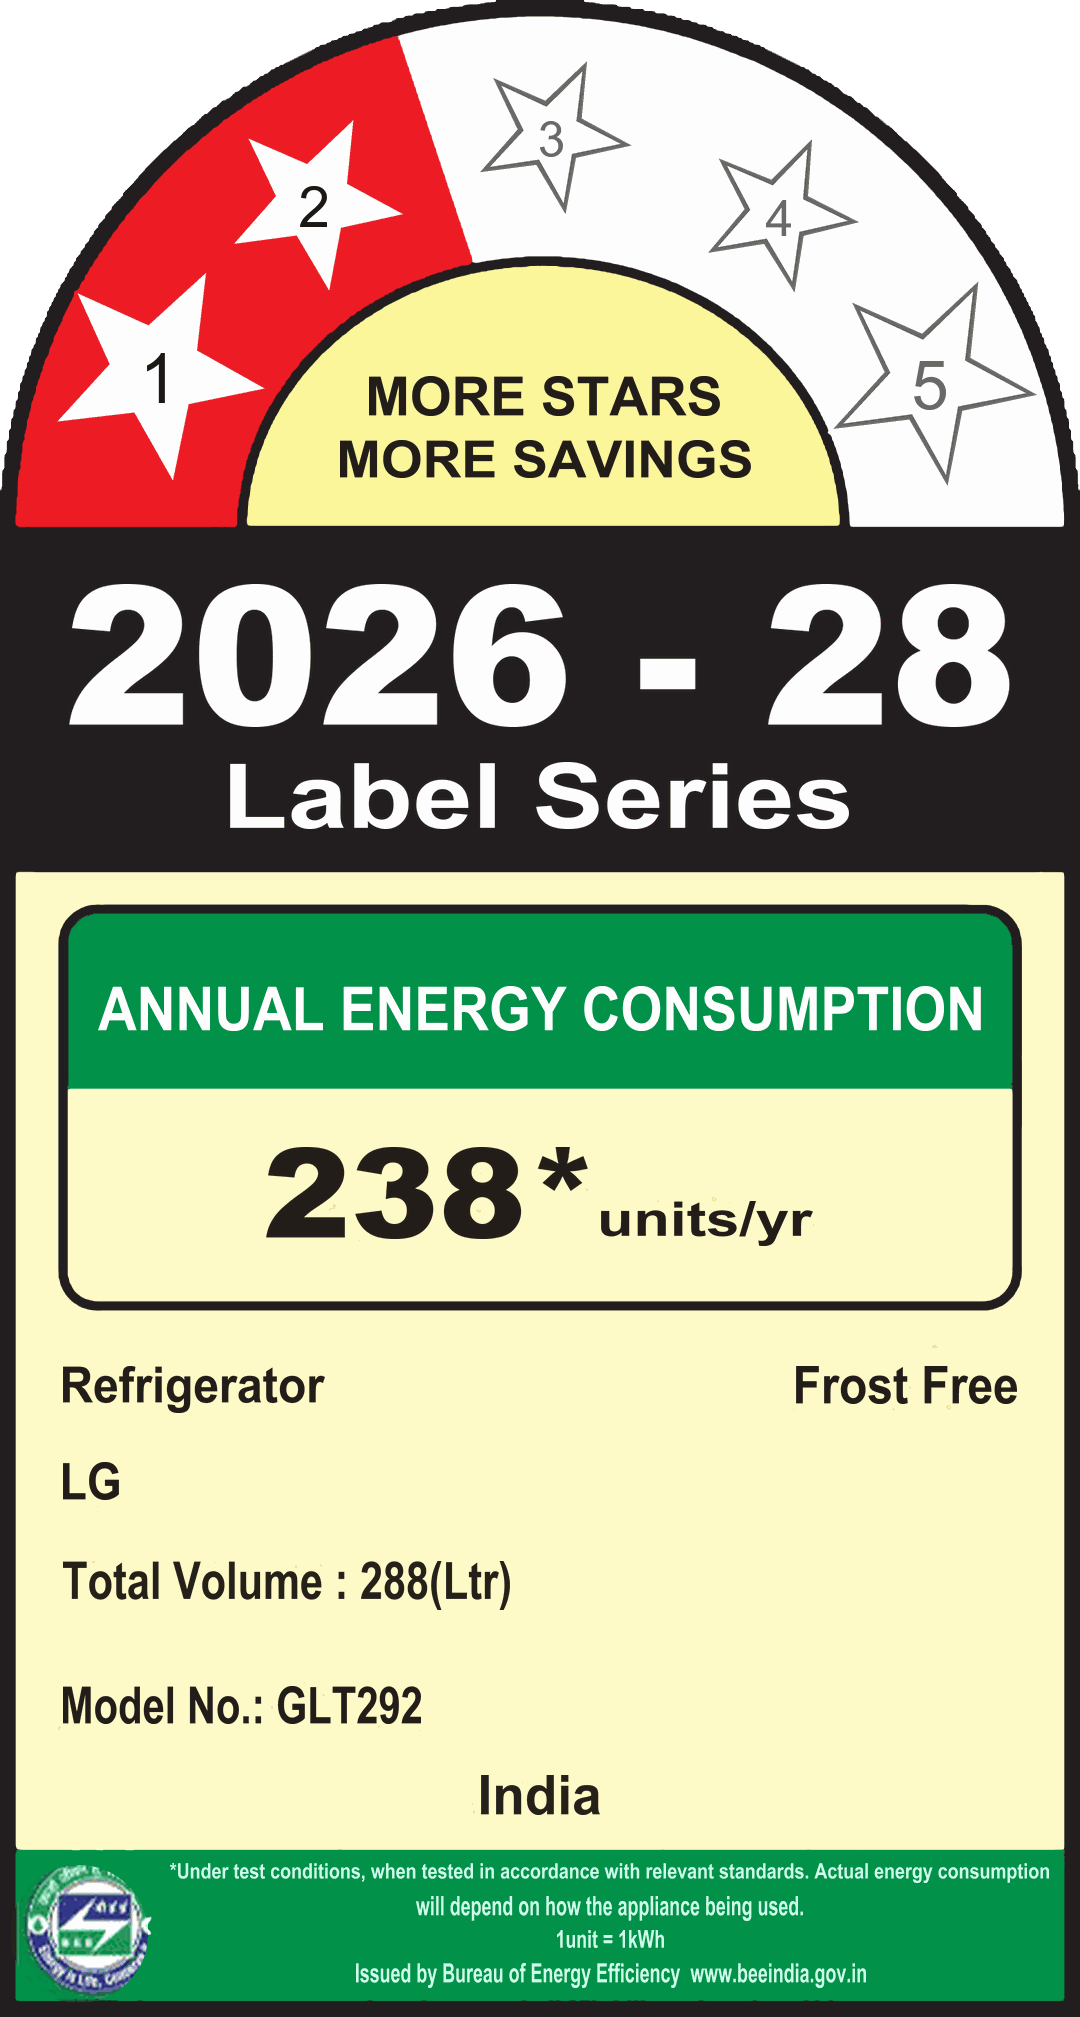 1
2
3
4
5
MORE STARS
MORE SAVINGS
2026 - 28
Label Series
ANNUAL ENERGY CONSUMPTION
238* units/yr
Refrigerator Frost Free
LG
Total Volume : 288(Ltr)
Model No.: GLT292
India
*Under test conditions, when tested in accordance with relevant standards. Actual energy consumption
will depend on how the appliance being used.
1unit = 1kWh
Issued by Bureau of Energy Efficiency www.beeindia.gov.in